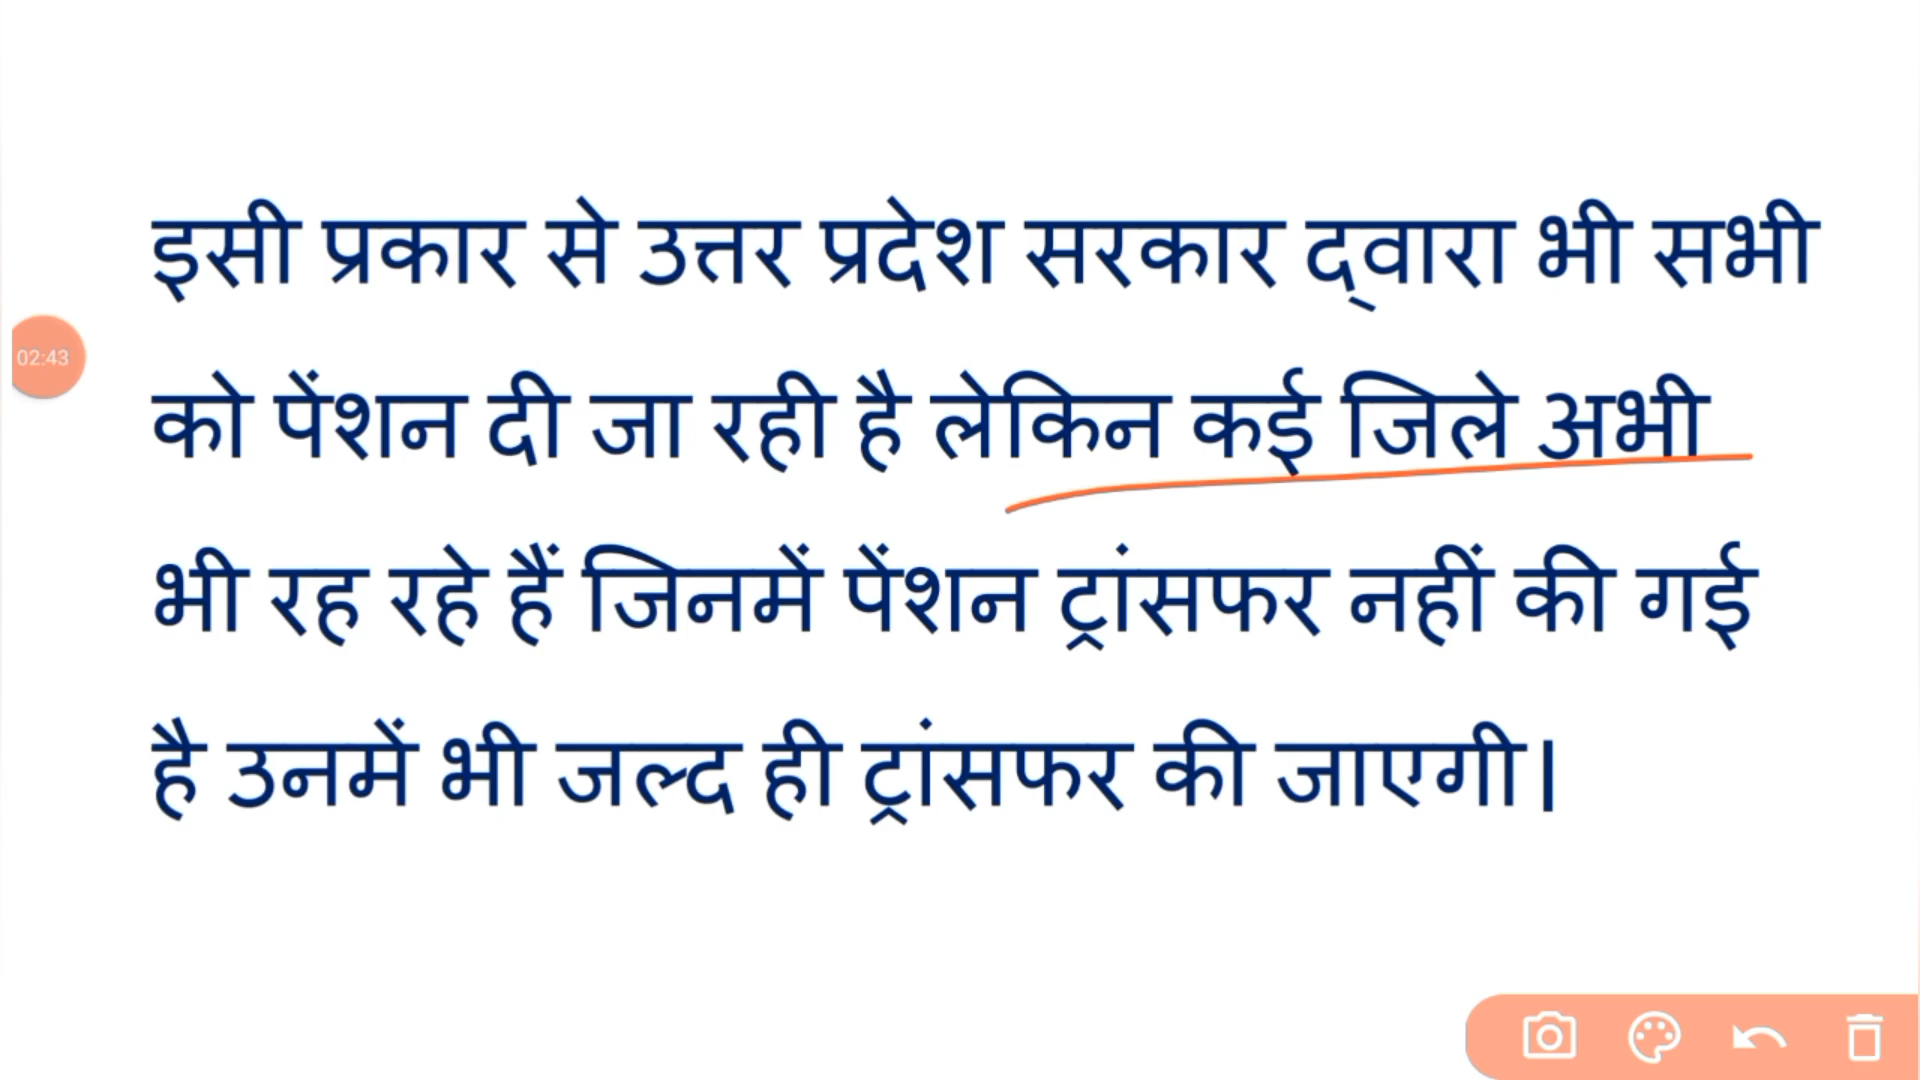 इसी प्रकार से उत्तर प्रदेश सरकार द्वारा भी सभी
02:43
को पेंशन दी जा रही है लेकिन कई जिले अभी
भी रह रहे हैं जिनमें पेंशन ट्रांसफर नहीं की गई
है उनमें भी जल्द ही ट्रांसफर की जाएगी।